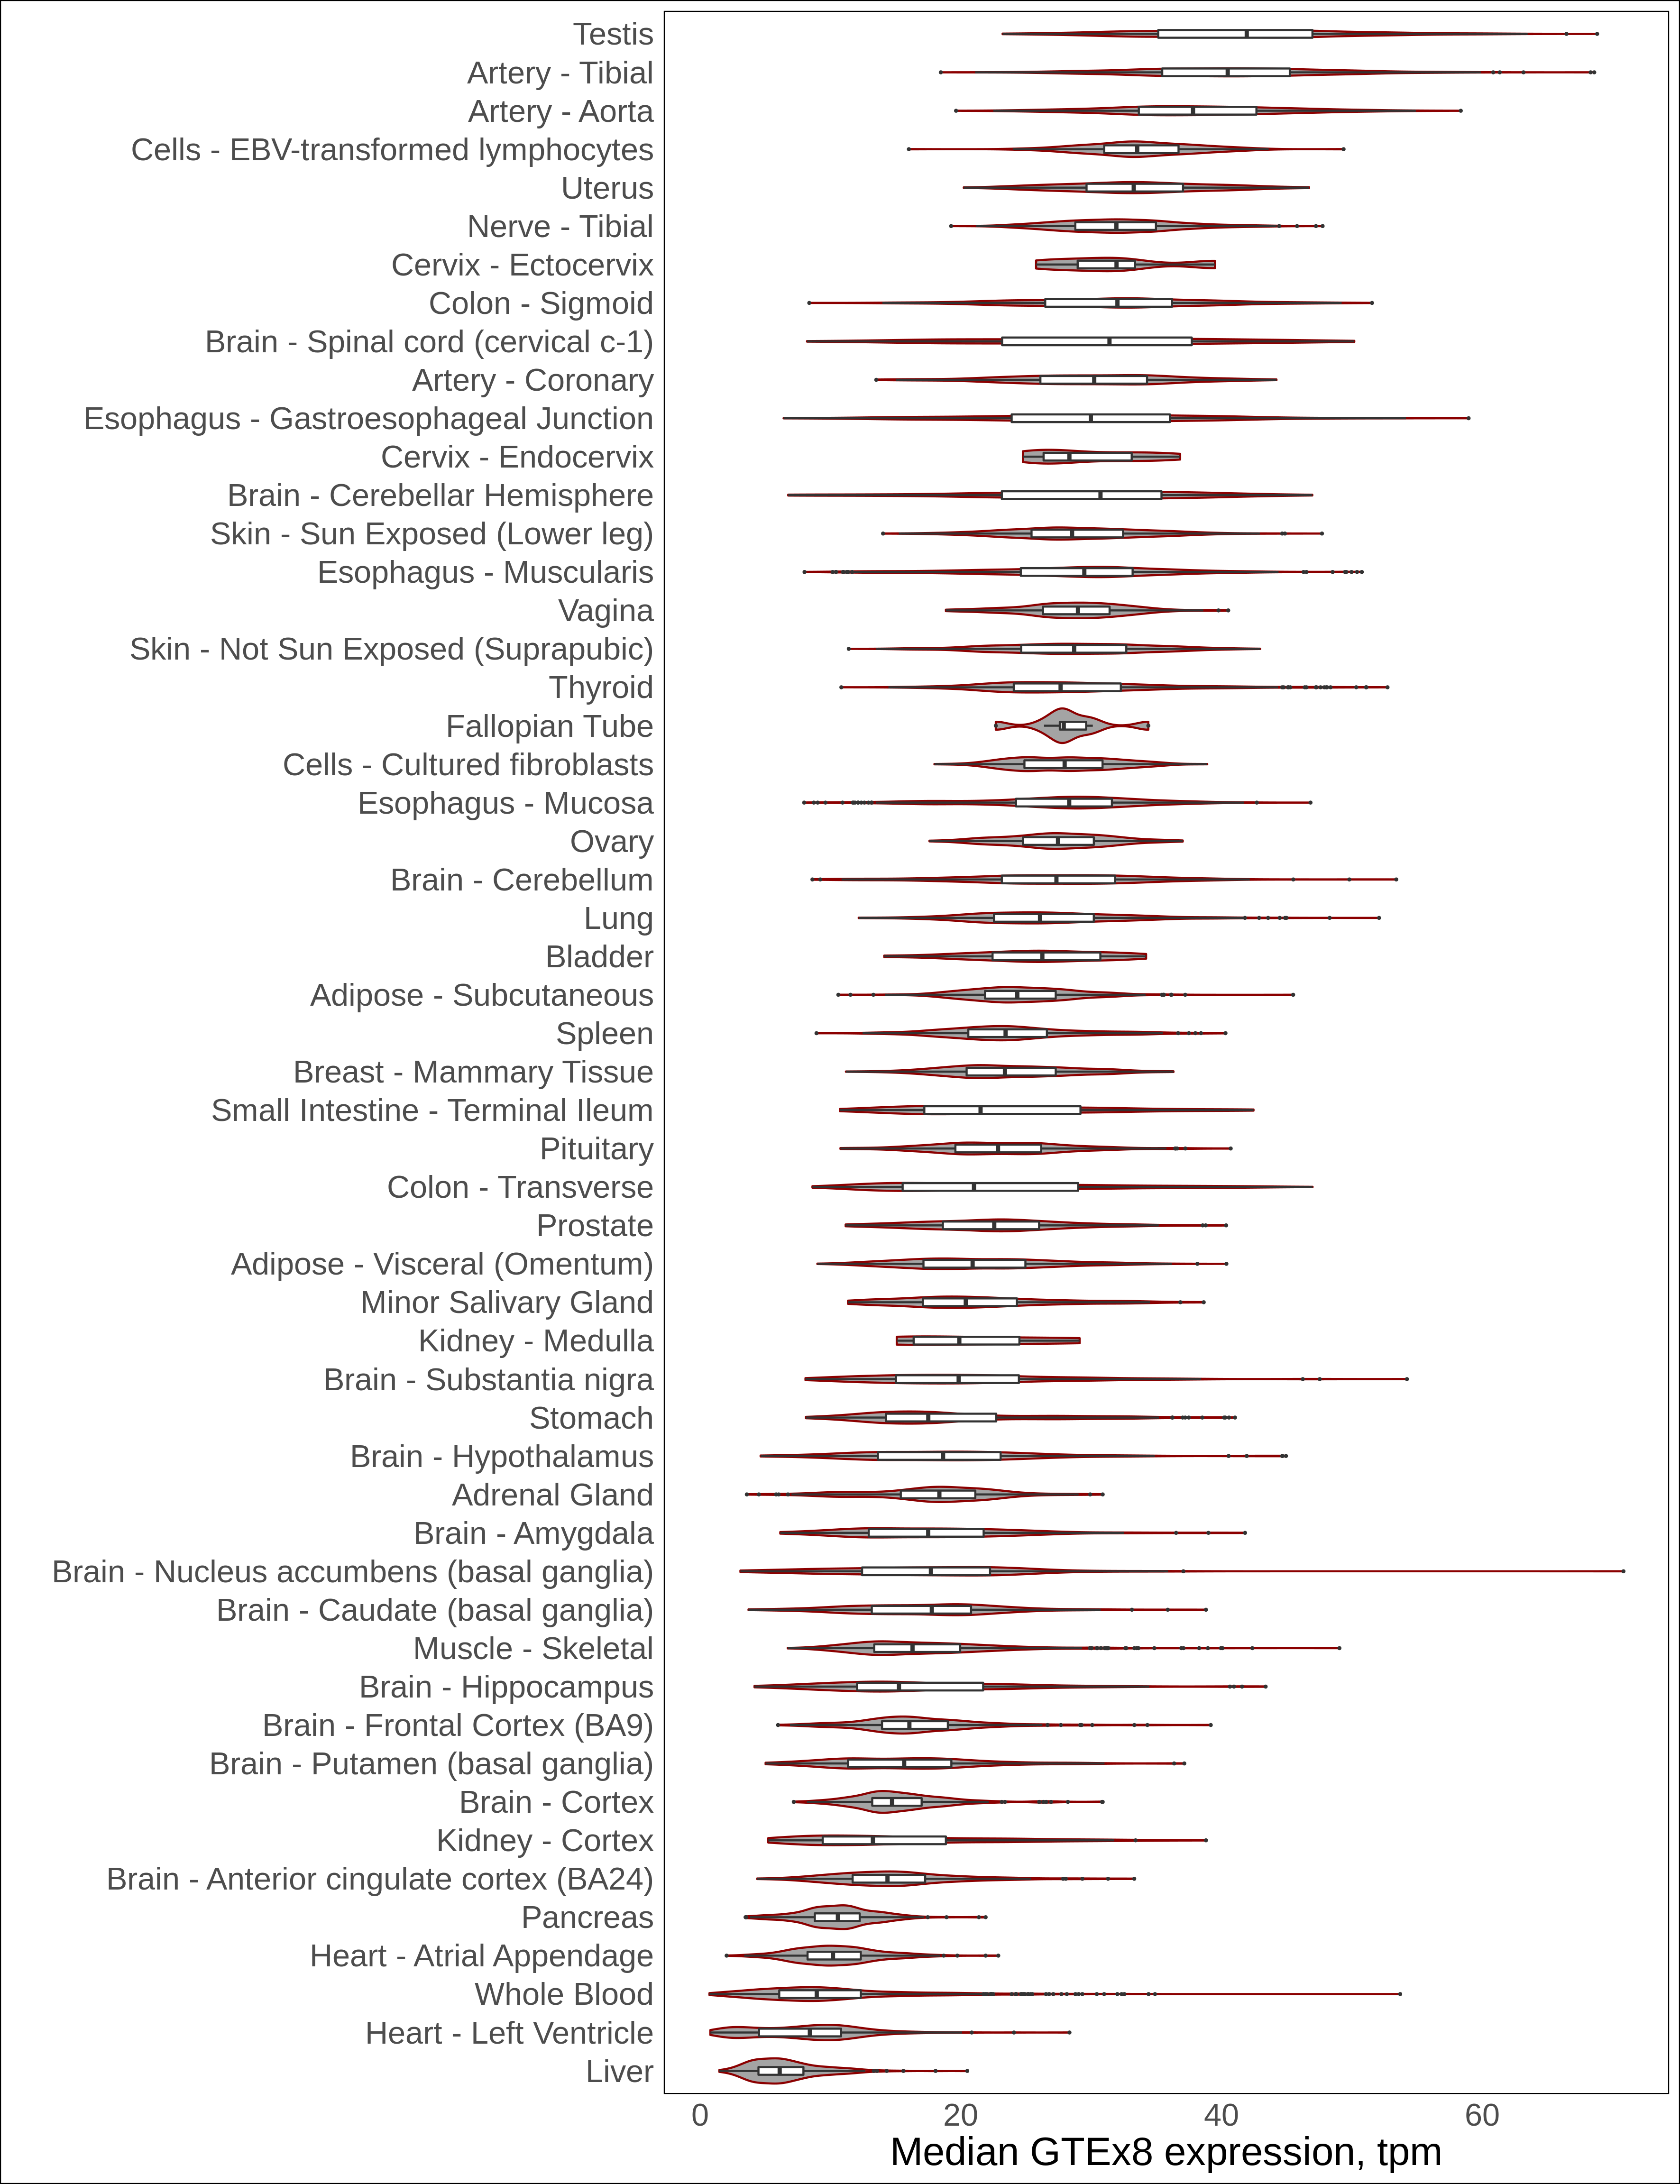 Testis
Artery - Tibial
Artery - Aorta
Cells - EBV-transformed lymphocytes
Uterus
Nerve - Tibial
Cervix - Ectocervix
Colon - Sigmoid
Brain - Spinal cord (cervical c-1)
Artery - Coronary
Esophagus - Gastroesophageal Junction
Cervix - Endocervix
Brain - Cerebellar Hemisphere
Skin - Sun Exposed (Lower leg)
Esophagus - Muscularis
Vagina
Skin - Not Sun Exposed (Suprapubic)
Thyroid
Fallopian Tube
Cells - Cultured fibroblasts
Esophagus - Mucosa
Ovary
Brain - Cerebellum
Lung
Bladder
Adipose - Subcutaneous
Spleen
Breast - Mammary Tissue
Small Intestine - Terminal Ileum
Pituitary
Colon - Transverse
Prostate
Adipose - Visceral (Omentum)
Minor Salivary Gland
Kidney - Medulla
Brain - Substantia nigra
Stomach
Brain - Hypothalamus
Adrenal Gland
Brain - Amygdala
Brain - Nucleus accumbens (basal ganglia)
Brain - Caudate (basal ganglia)
Muscle - Skeletal
Brain - Hippocampus
Brain - Frontal Cortex (BA9)
Brain - Putamen (basal ganglia)
Brain - Cortex
Kidney - Cortex
Brain - Anterior cingulate cortex (BA24)
Pancreas
Heart - Atrial Appendage
Whole Blood
Heart - Left Ventricle
Liver
0 20 40 60
Median GTEx8 expression, tpm